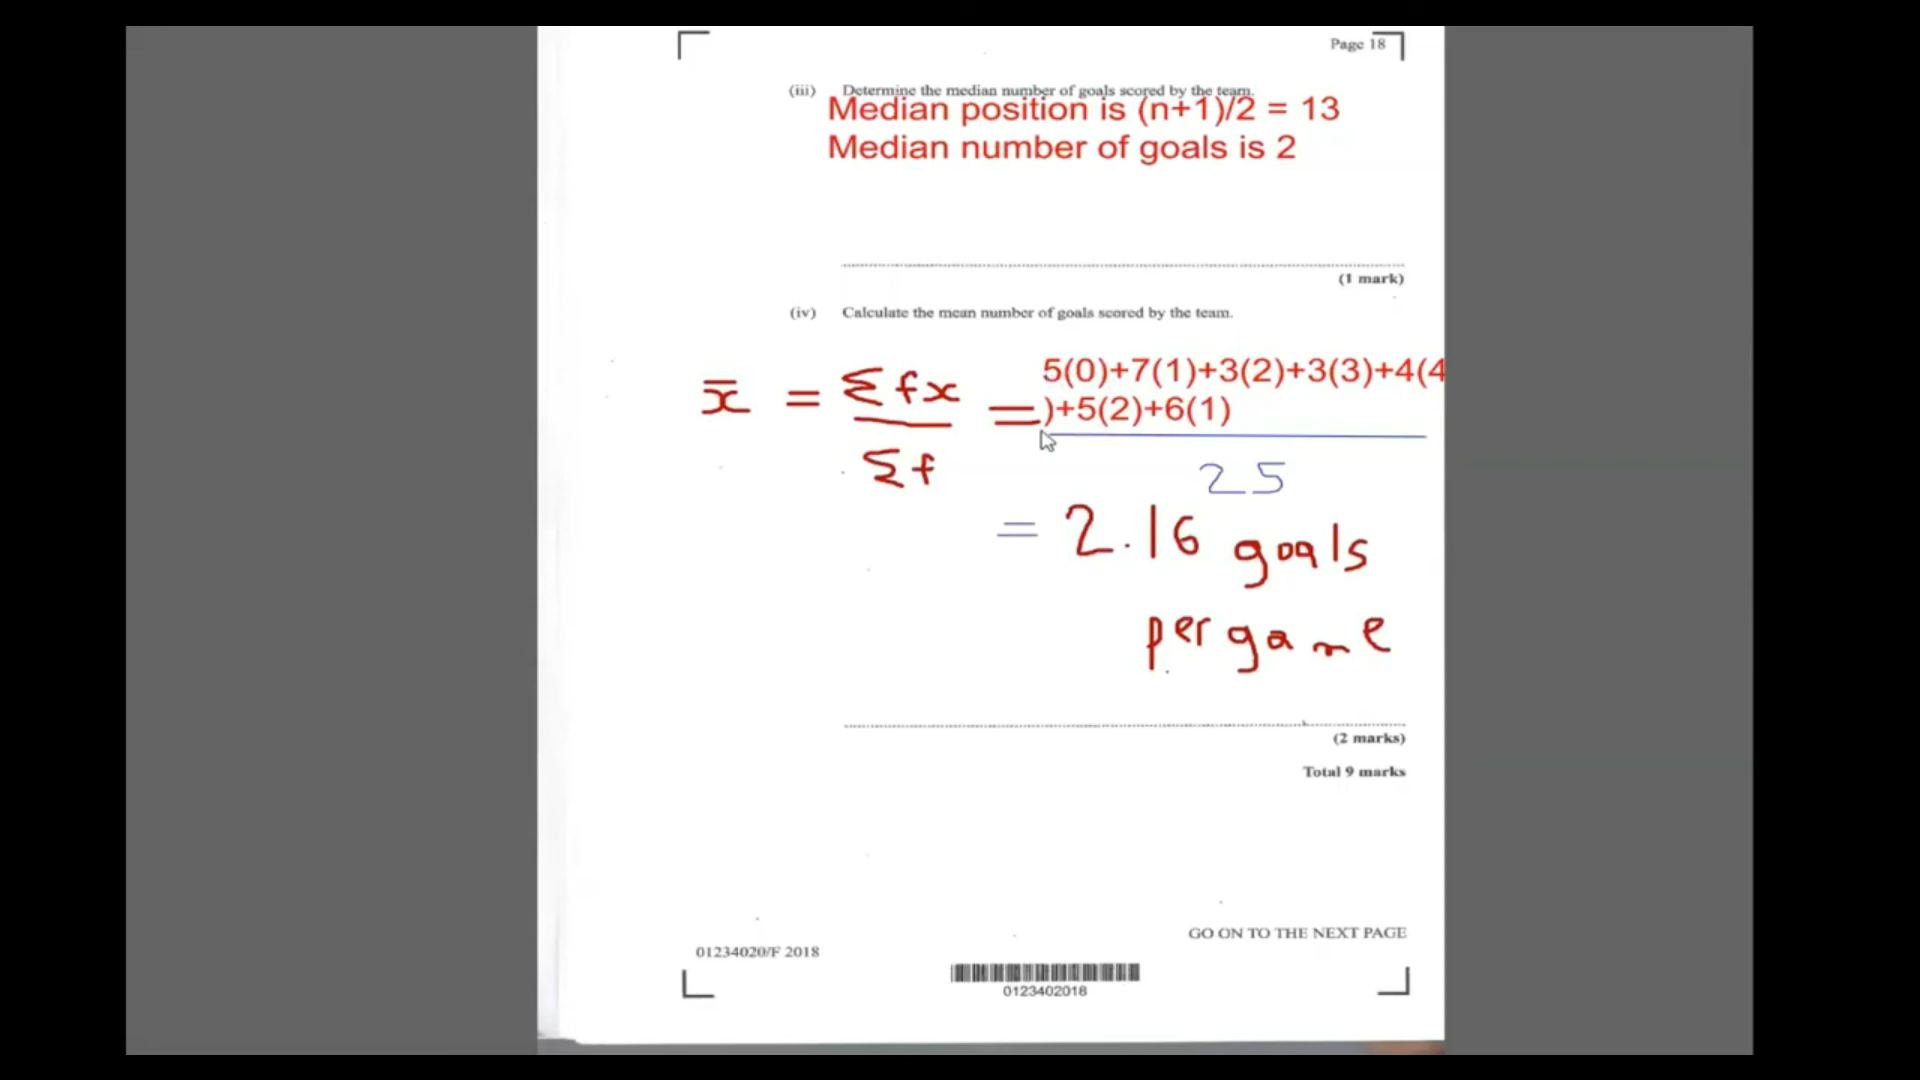 Page 18
(iii) Determine the median number of goals scored by the team.
Median position is (n+1)/2 = 13
Median number of goals is 2
(1 mark)
(iv) Calculate the mean number of goals scored by the team.
x̄ = Σfx = 5(0)+7(1)+3(2)+3(3)+4(4
)+5(2)+6(1)
Σf 25
= 2.16 goals
per game
(2 marks)
Total 9 marks
GO ON TO THE NEXT PAGE
01234020/F 2018
0123402018